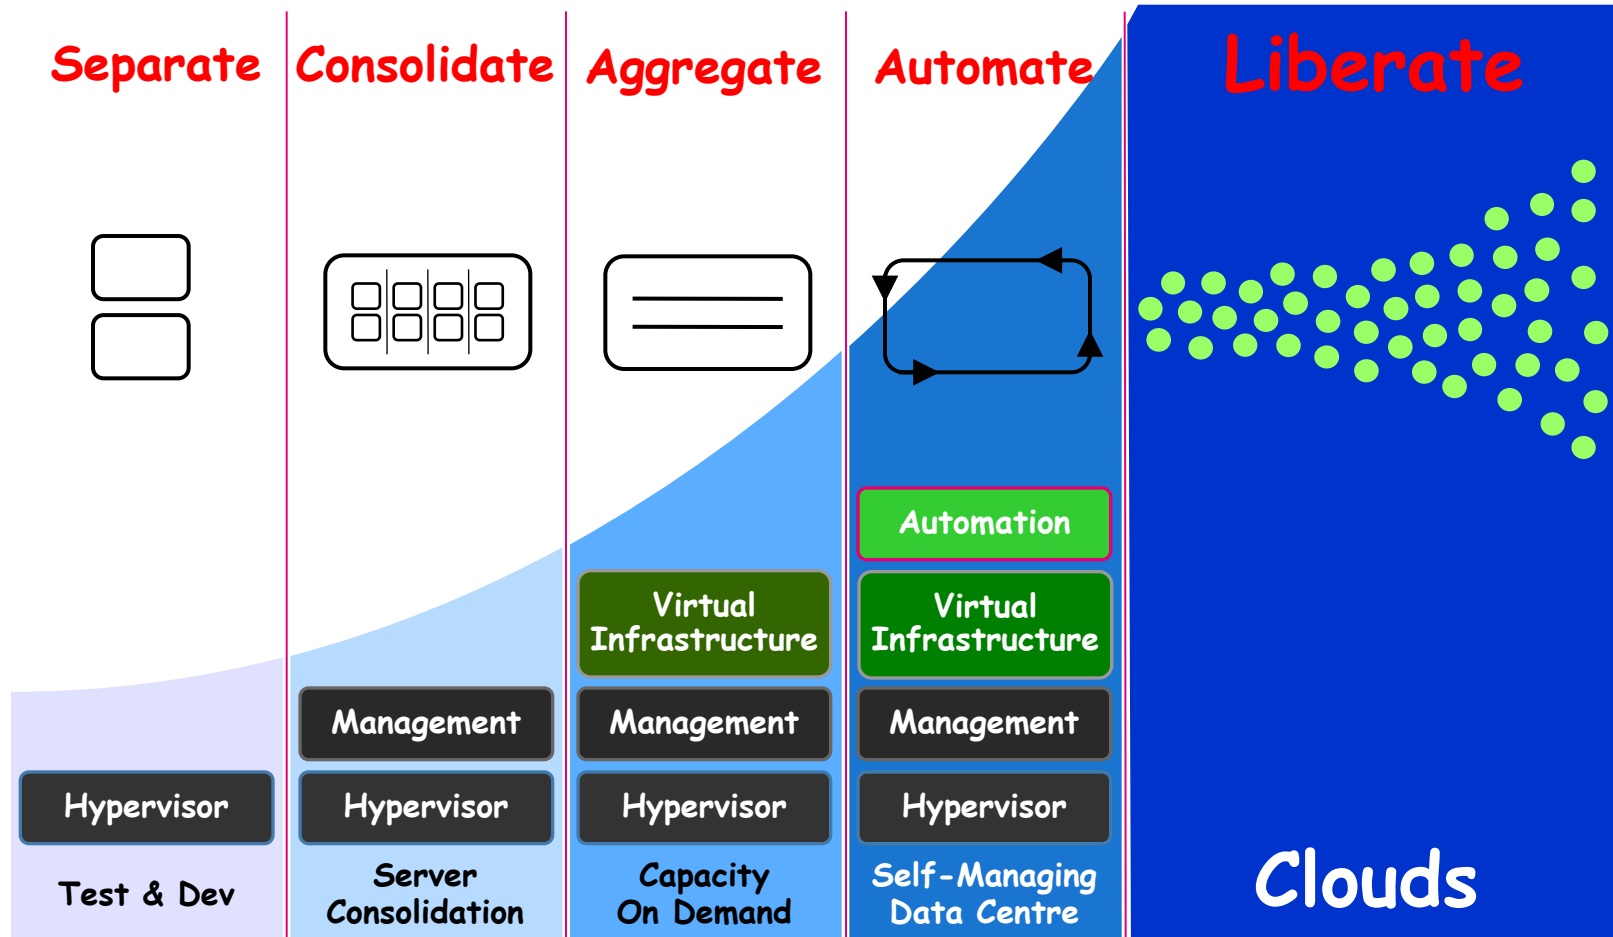 Separate
Consolidate
Aggregate
Automate
Liberate
Automation
Virtual
Infrastructure
Virtual
Infrastructure
Management
Management
Management
Hypervisor
Hypervisor
Hypervisor
Hypervisor
Test & Dev
Server
Consolidation
Capacity
On Demand
Self-Managing
Data Centre
Clouds